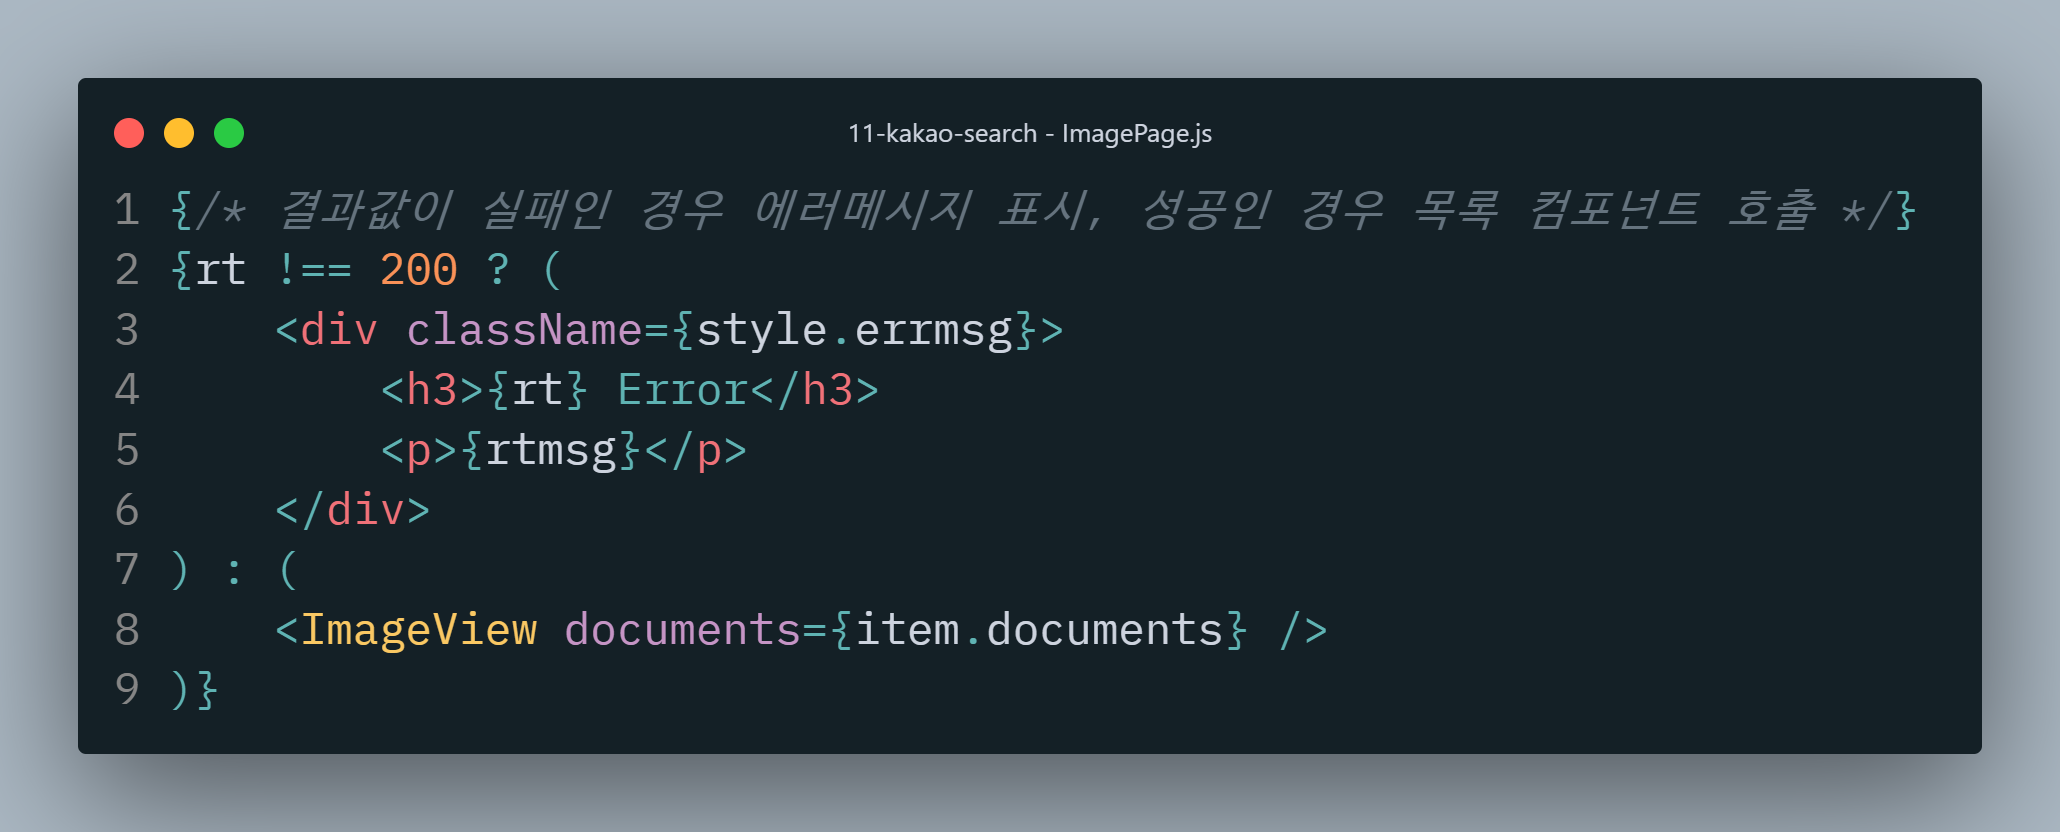 11-kakao-search - ImagePage.js
1 {/* 결과값이 실패인 경우 에러메시지 표시, 성공인 경우 목록 컴포넌트 호출 */}
2 {rt !== 200 ? (
3     <div className={style.errmsg}>
4         <h3>{rt} Error</h3>
5         <p>{rtmsg}</p>
6     </div>
7 ) : (
8     <ImageView documents={item.documents} />
9 )}